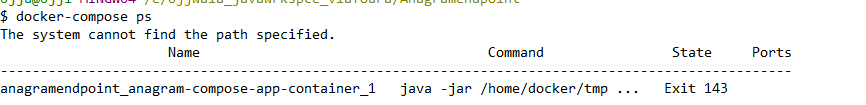 $ docker-compose ps
The system cannot find the path specified.
Name Command State Ports
--------------------------------------------------------------------------------------------------
anagramendpoint_anagram-compose-app-container_1 java -jar /home/docker/tmp ... Exit 143